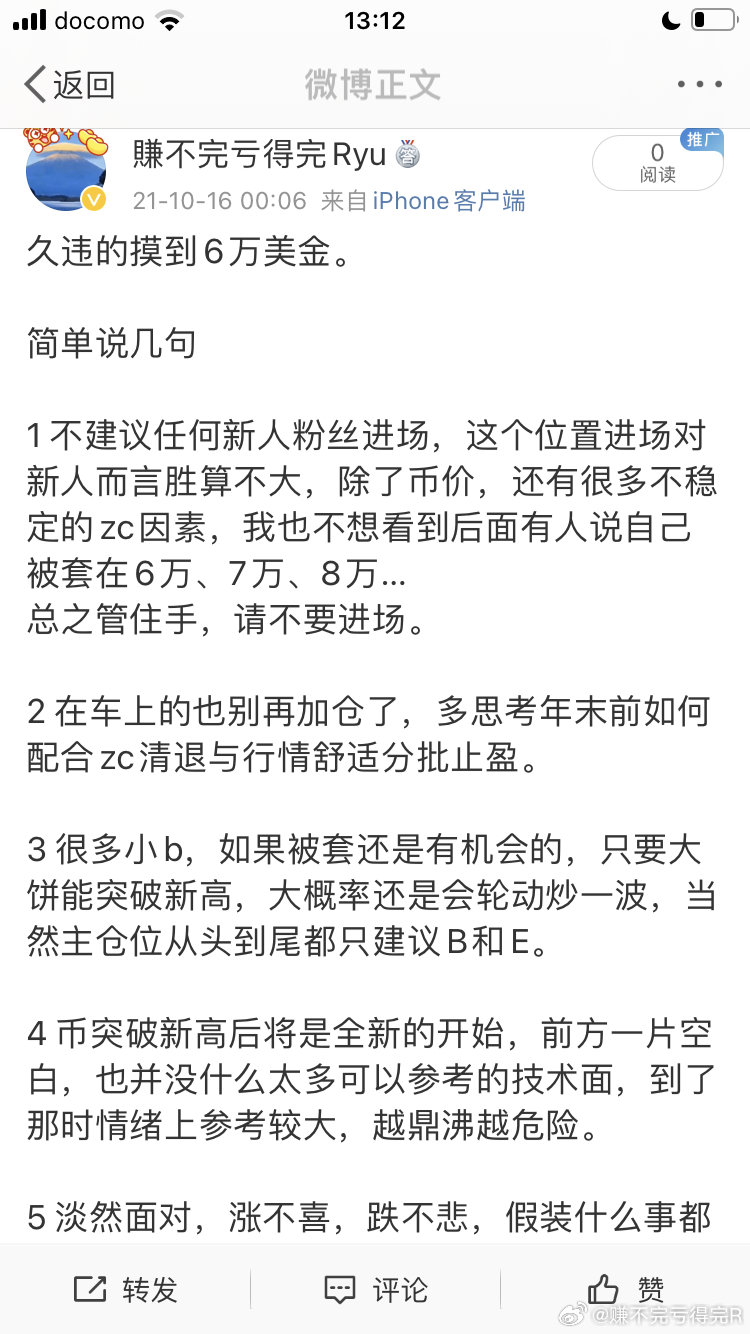 docomo 13:12
返回 微博正文
賺不完亏得完Ryu 答 0 推广
阅读
21-10-16 00:06 来自 iPhone客户端
久违的摸到6万美金。
简单说几句
1 不建议任何新人粉丝进场，这个位置进场对
新人而言胜算不大，除了币价，还有很多不稳
定的zc因素，我也不想看到后面有人说自己
被套在6万、7万、8万...
总之管住手，请不要进场。
2 在车上的也别再加仓了，多思考年末前如何
配合zc清退与行情舒适分批止盈。
3 很多小b，如果被套还是有机会的，只要大
饼能突破新高，大概率还是会轮动炒一波，当
然主仓位从头到尾都只建议B和E。
4 币突破新高后将是全新的开始，前方一片空
白，也并没什么太多可以参考的技术面，到了
那时情绪上参考较大，越鼎沸越危险。
5 淡然面对，涨不喜，跌不悲，假装什么事都
转发 评论 赞
@賺不完亏得完R